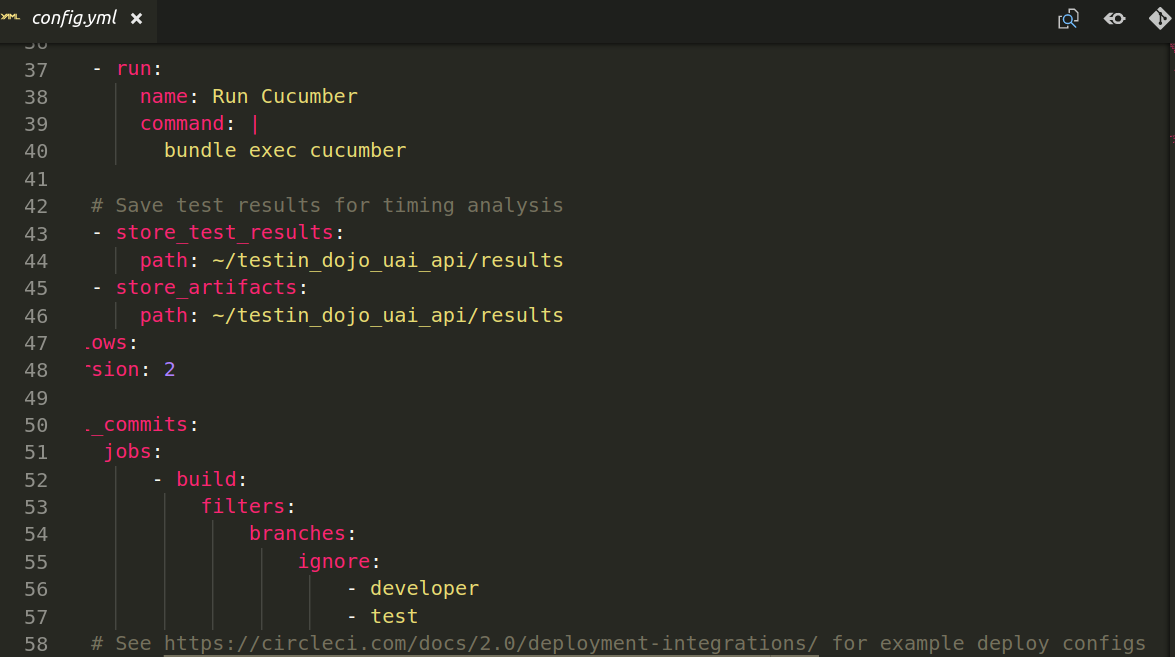 YAML config.yml ×
36
37 - run:
38 name: Run Cucumber
39 command: |
40 bundle exec cucumber
41
42 # Save test results for timing analysis
43 - store_test_results:
44 path: ~/testin_dojo_uai_api/results
45 - store_artifacts:
46 path: ~/testin_dojo_uai_api/results
47 ows:
48 sion: 2
49
50 _commits:
51 jobs:
52 - build:
53 filters:
54 branches:
55 ignore:
56 - developer
57 - test
58 # See https://circleci.com/docs/2.0/deployment-integrations/ for example deploy configs